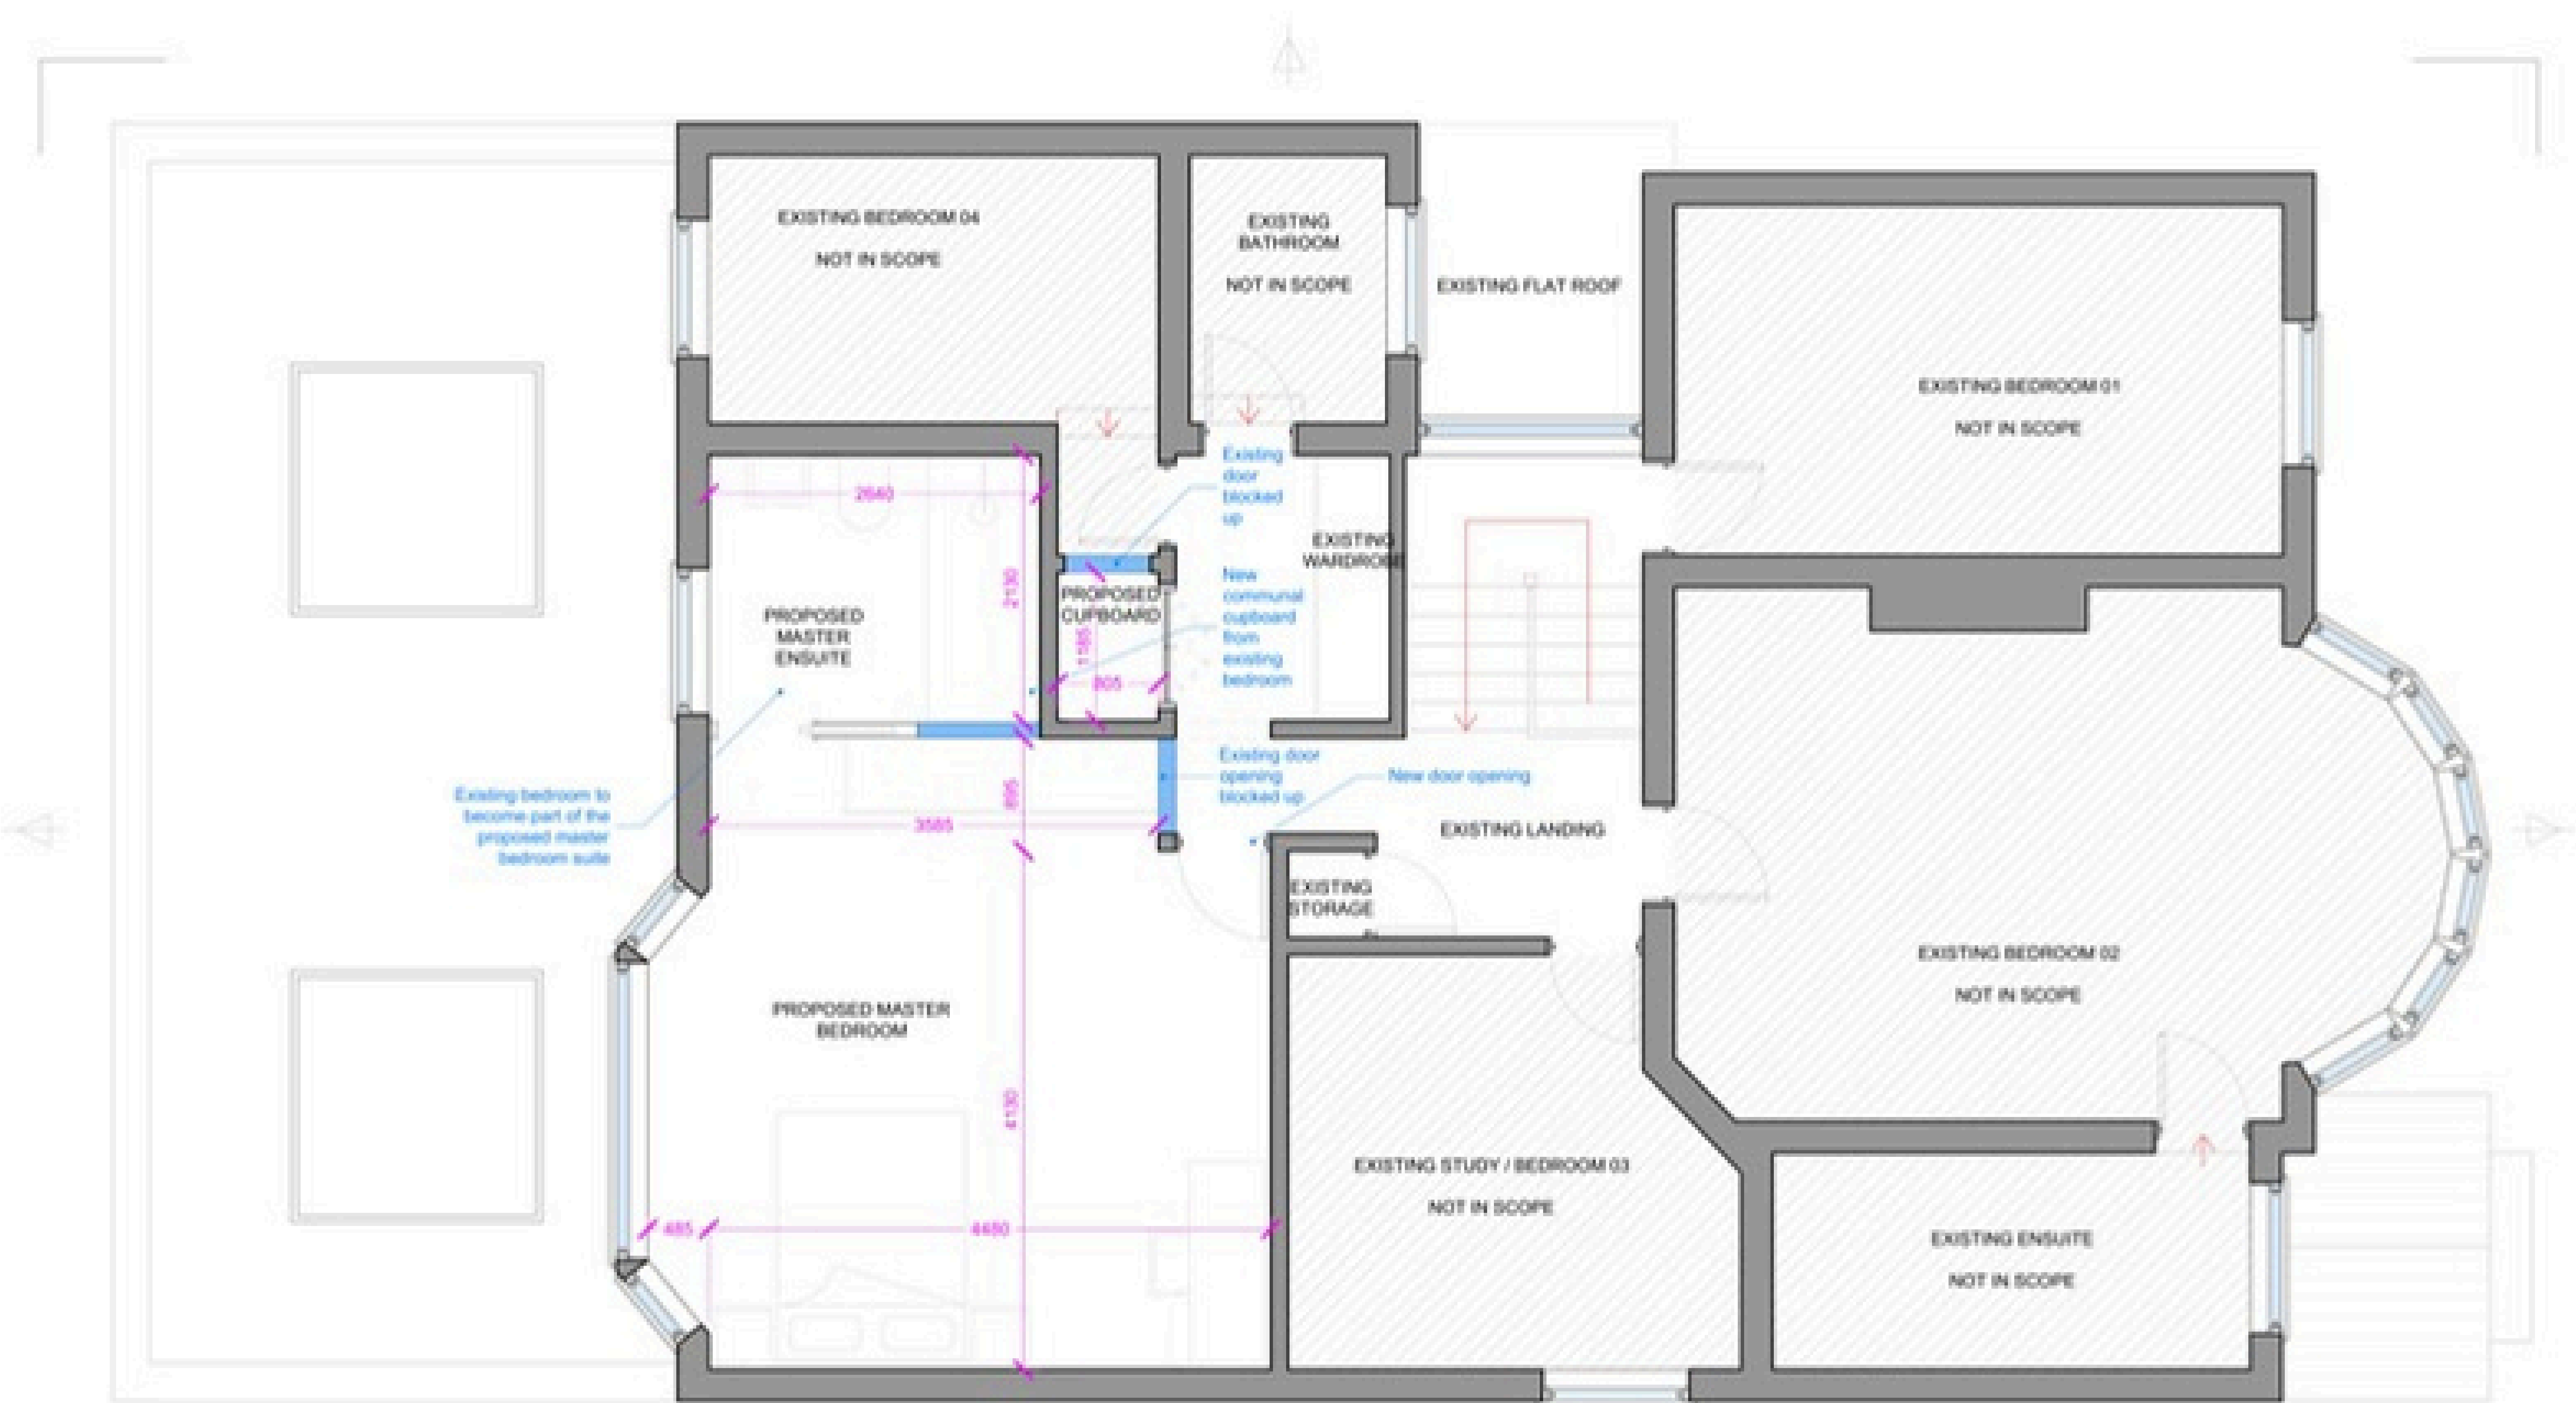 EXISTING BEDROOM 04
NOT IN SCOPE
EXISTING
BATHROOM
NOT IN SCOPE
EXISTING FLAT ROOF
EXISTING BEDROOM 01
NOT IN SCOPE
2640
Existing
door
blocked
up
EXISTING
WARDROBE
2130
PROPOSED
CUPBOARD
New
communal
cupboard
from
existing
bedroom
PROPOSED
MASTER
ENSUITE
1185
805
Existing bedroom to
become part of the
proposed master
bedroom suite
895
3585
Existing door
opening
blocked up
New door opening
EXISTING LANDING
EXISTING
STORAGE
EXISTING BEDROOM 02
NOT IN SCOPE
PROPOSED MASTER
BEDROOM
4130
EXISTING STUDY / BEDROOM 03
NOT IN SCOPE
485
4480
EXISTING ENSUITE
NOT IN SCOPE